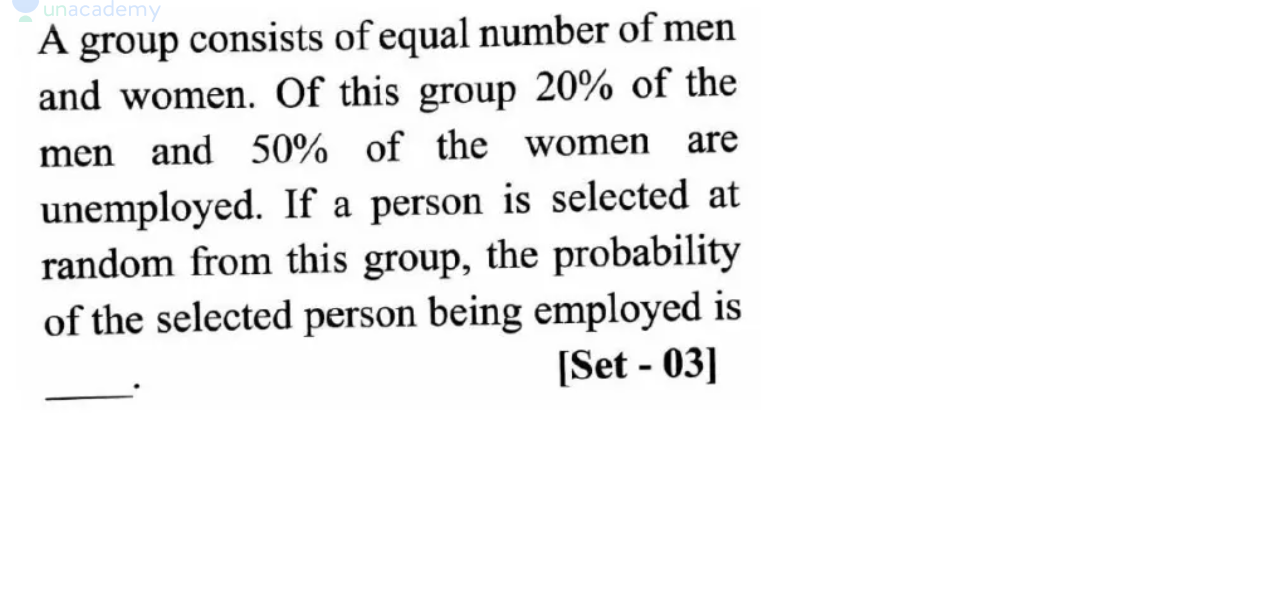 unacademy
A group consists of equal number of men
and women. Of this group 20% of the
men and 50% of the women are
unemployed. If a person is selected at
random from this group, the probability
of the selected person being employed is
_____.
[Set - 03]